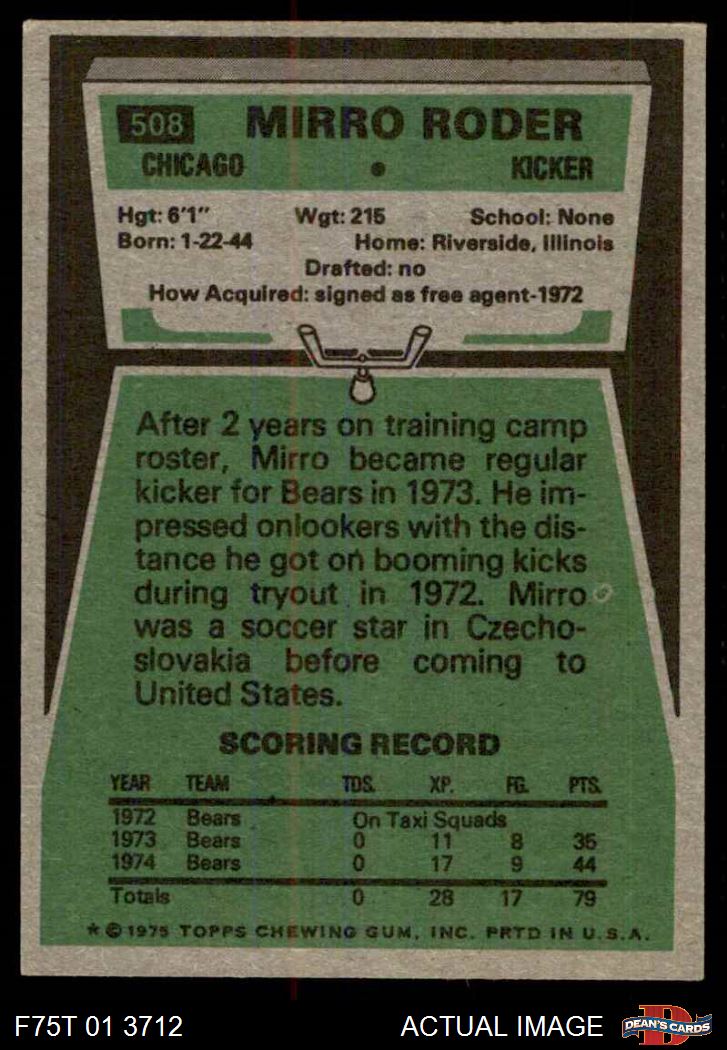 508 MIRRO RODER
CHICAGO • KICKER
Hgt: 6'1" Wgt: 215 School: None
Born: 1-22-44 Home: Riverside, Illinois
Drafted: no
How Acquired: signed as free agent-1972
After 2 years on training camp
roster, Mirro became regular
kicker for Bears in 1973. He im-
pressed onlookers with the dis-
tance he got on booming kicks
during tryout in 1972. Mirro
was a soccer star in Czecho-
slovakia before coming to
United States.
SCORING RECORD
YEAR TEAM TDS. XP. FG. PTS.
1972 Bears On Taxi Squads
1973 Bears 0 11 8 35
1974 Bears 0 17 9 44
Totals 0 28 17 79
* © 1975 TOPPS CHEWING GUM, INC. PRTD IN U.S.A.
F75T 01 3712 ACTUAL IMAGE D DEAN'S CARDS